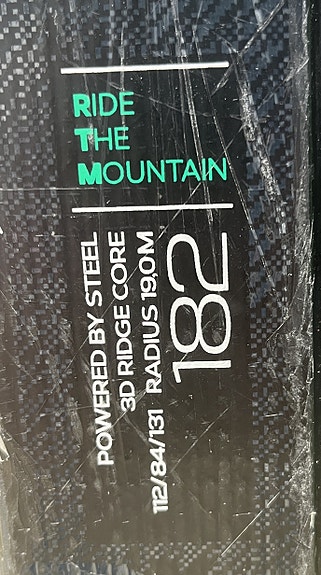 RIDE
THE
MOUNTAIN
POWERED BY STEEL
3D RIDGE CORE
112/84/131 RADIUS 19,0M
182